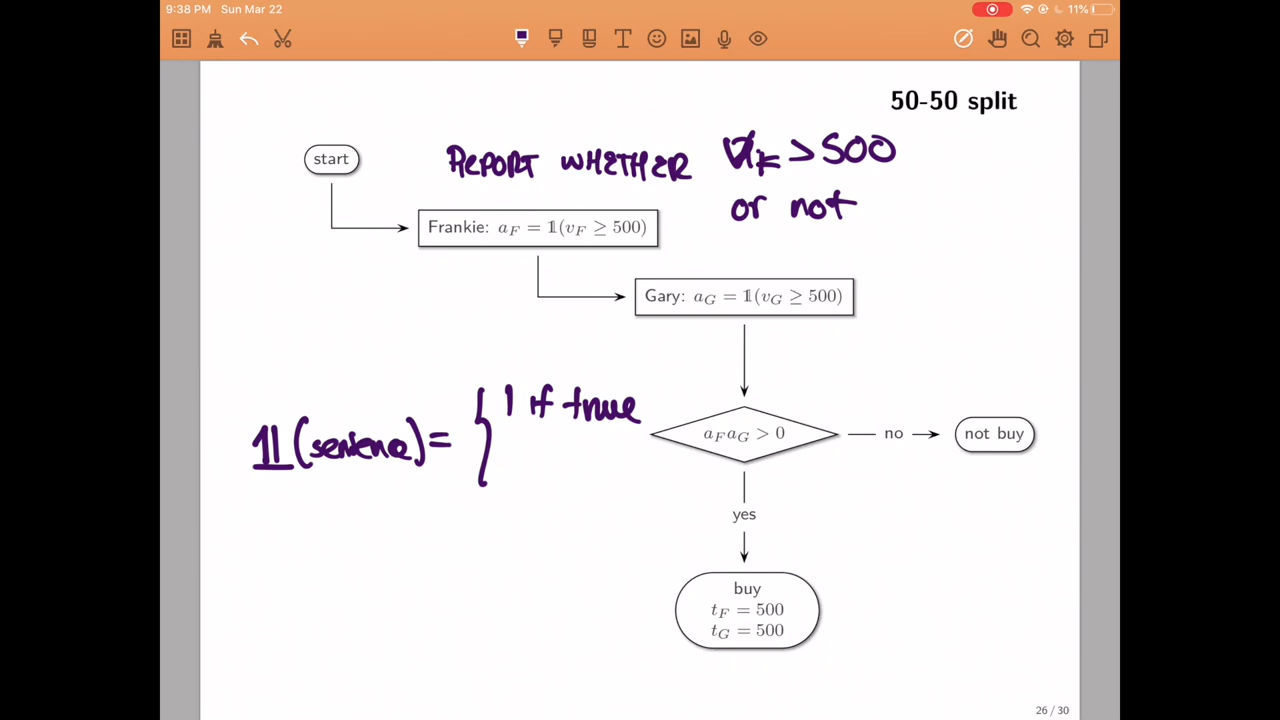 9:38 PM Sun Mar 22 11%
50-50 split
start
REPORT WHETHER > 500
or not
Frankie: a_F = 𝟙(v_F ≥ 500)
Gary: a_G = 𝟙(v_G ≥ 500)
𝟙(sentence) = { 1 if true
a_F a_G > 0
no
not buy
yes
buy
t_F = 500
t_G = 500
26 / 30